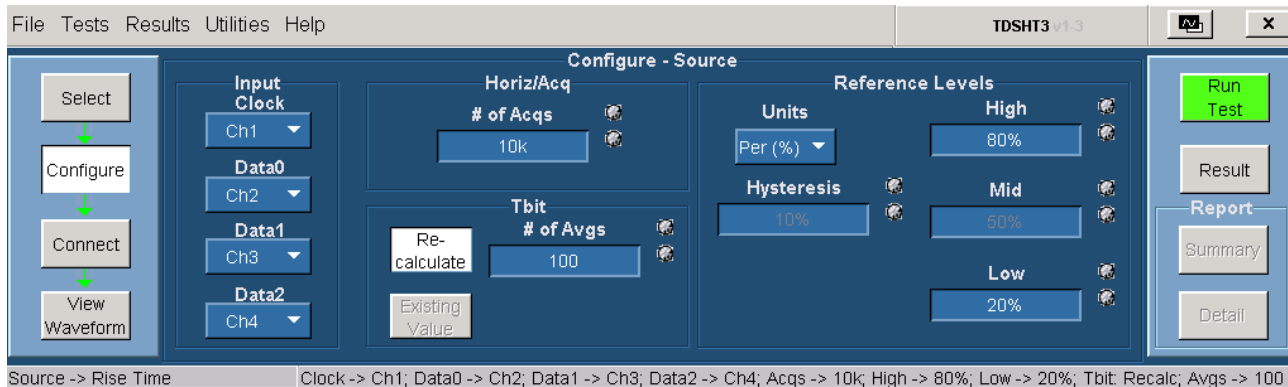 File Tests Results Utilities Help
TDSHT3 v1-3
x
Select
Configure
Connect
View
Waveform
Configure - Source
Input
Clock
Ch1
Data0
Ch2
Data1
Ch3
Data2
Ch4
Horiz/Acq
# of Acqs
10k
Tbit
Re-
calculate
Existing
Value
# of Avgs
100
Reference Levels
Units
Per (%)
Hysteresis
10%
High
80%
Mid
50%
Low
20%
Run
Test
Result
Report
Summary
Detail
Source -> Rise Time
Clock -> Ch1; Data0 -> Ch2; Data1 -> Ch3; Data2 -> Ch4; Acqs -> 10k; High -> 80%; Low -> 20%; Tbit: Recalc; Avgs -> 100